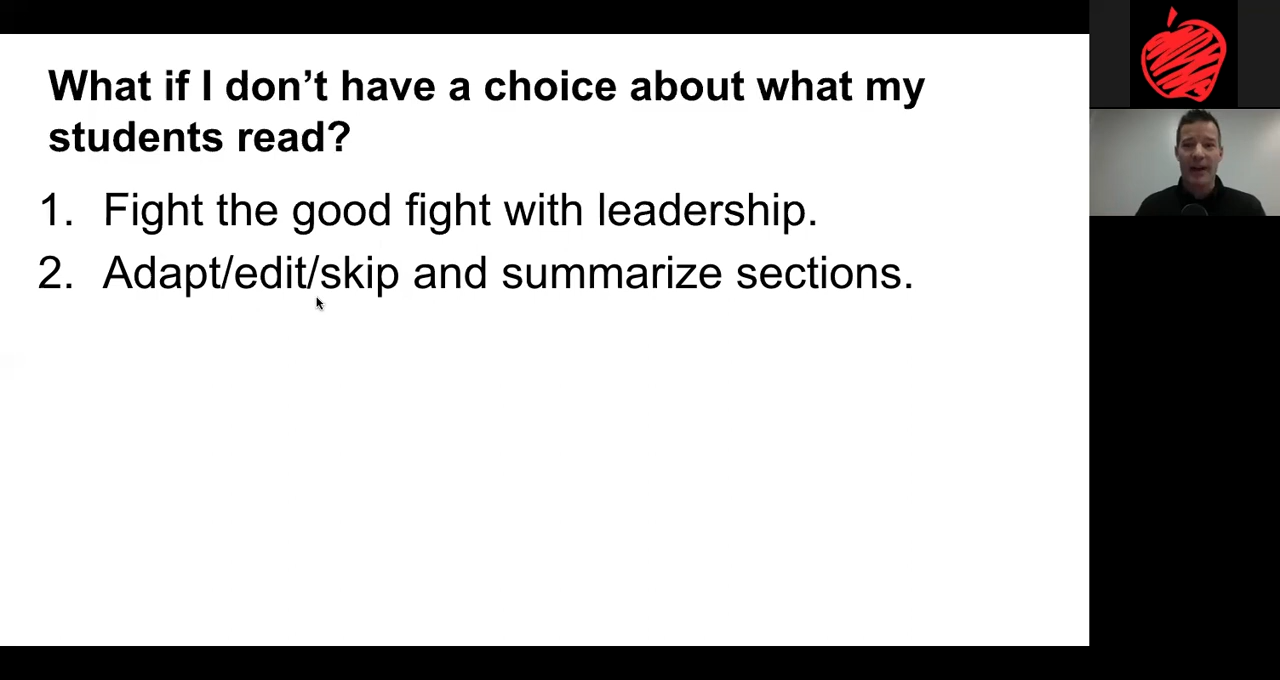 What if I don’t have a choice about what my
students read?
1. Fight the good fight with leadership.
2. Adapt/edit/skip and summarize sections.